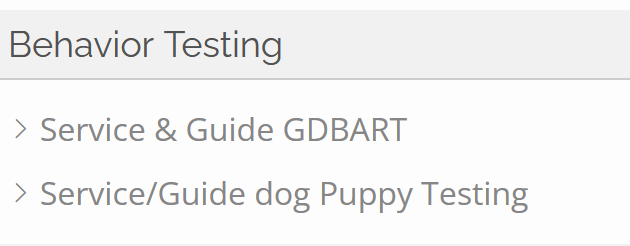 Behavior Testing
Service & Guide GDBART
Service/Guide dog Puppy Testing